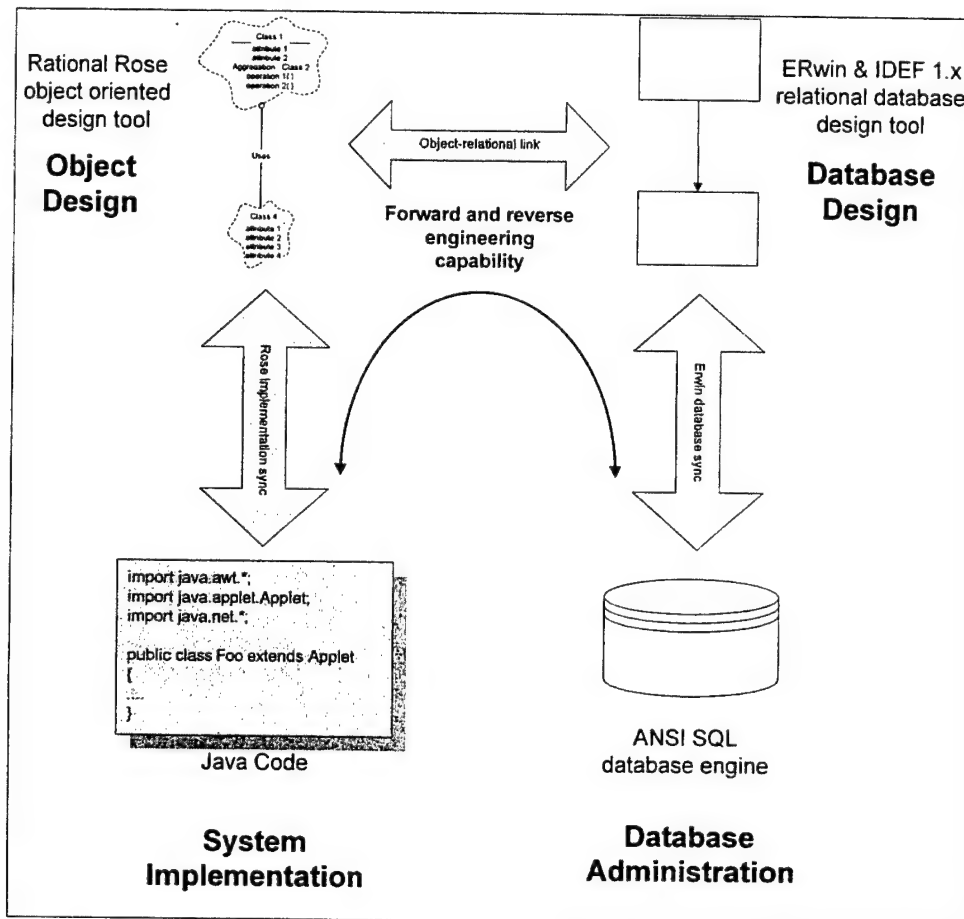 Rational Rose
object oriented
design tool
Object
Design
Class 1
attribute 1
attribute 2
Aggregation Class 2
operation 1( )
operation 2( )
Uses
Class 4
attribute 1
attribute 2
attribute 3
attribute 4
Object-relational link
Forward and reverse
engineering
capability
ERwin & IDEF 1.x
relational database
design tool
Database
Design
Rose implementation sync
Erwin database sync
import java.awt.*;
import java.applet.Applet;
import java.net.*;
public class Foo extends Applet
{
.....
}
Java Code
ANSI SQL
database engine
System
Implementation
Database
Administration